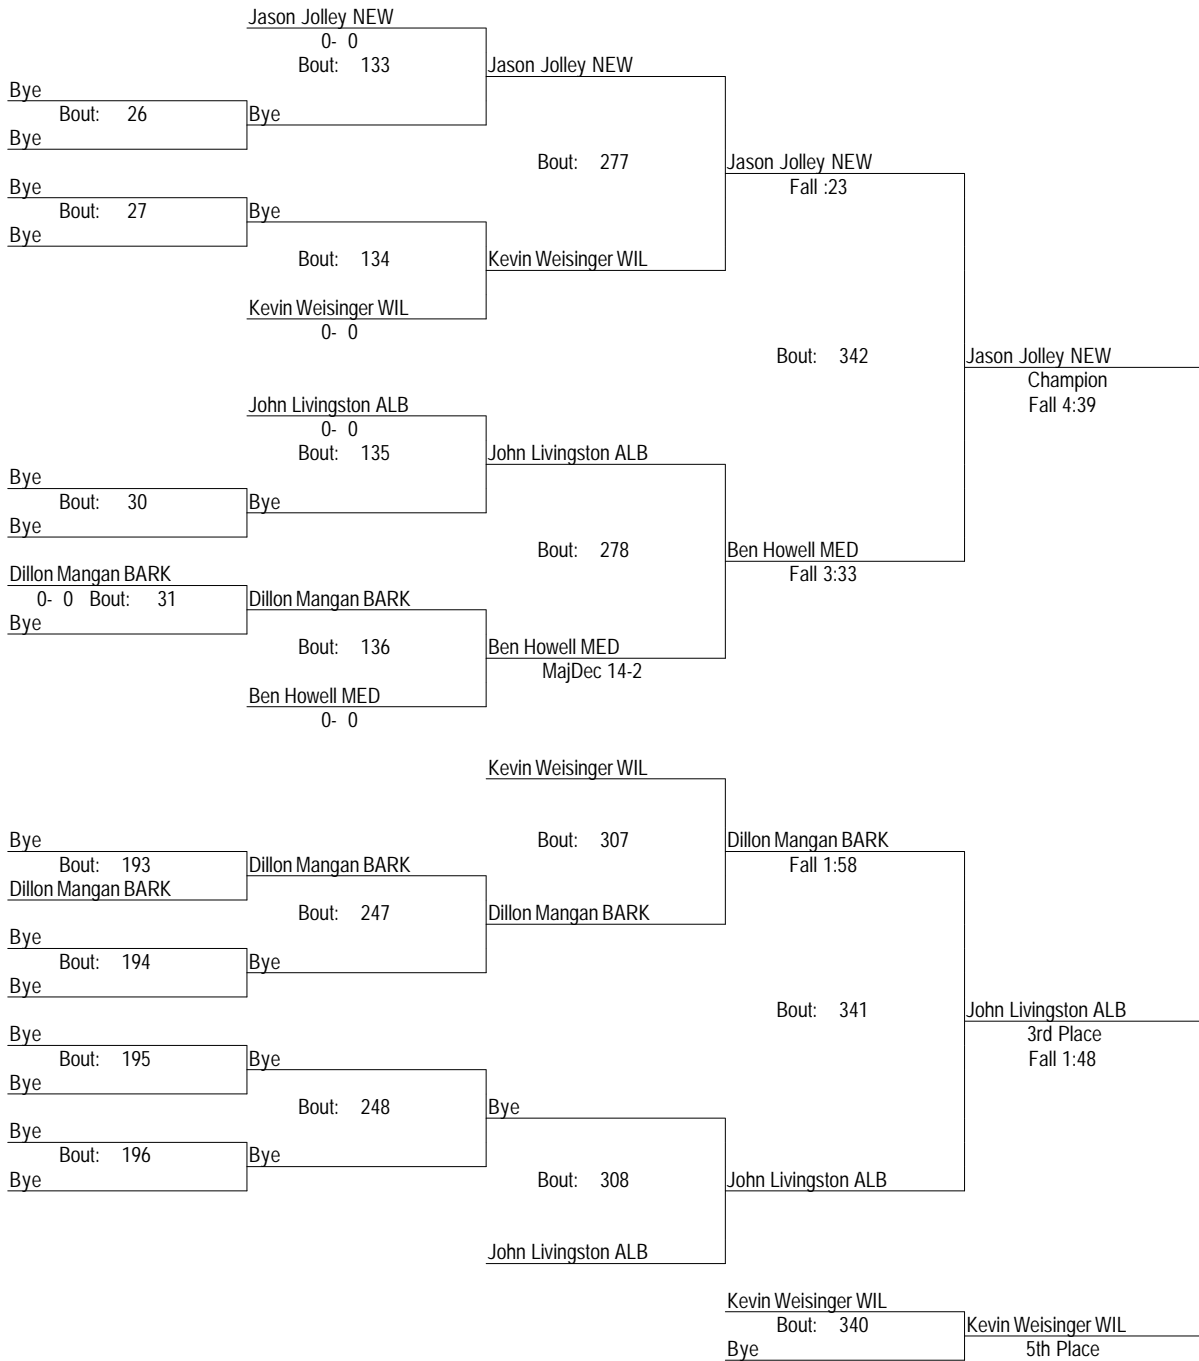 Jason Jolley NEW
0- 0
Bout: 133
Jason Jolley NEW
Bye
Bout: 26
Bye
Bye
Bout: 277
Jason Jolley NEW
Fall :23
Bye
Bout: 27
Bye
Bye
Bout: 134
Kevin Weisinger WIL
Kevin Weisinger WIL
0- 0
Bout: 342
Jason Jolley NEW
Champion
Fall 4:39
John Livingston ALB
0- 0
Bout: 135
John Livingston ALB
Bye
Bout: 30
Bye
Bye
Bout: 278
Ben Howell MED
Fall 3:33
Dillon Mangan BARK
0- 0 Bout: 31
Dillon Mangan BARK
Bye
Bout: 136
Ben Howell MED
MajDec 14-2
Ben Howell MED
0- 0
Kevin Weisinger WIL
Bout: 307
Dillon Mangan BARK
Fall 1:58
Bye
Bout: 193
Dillon Mangan BARK
Dillon Mangan BARK
Bout: 247
Dillon Mangan BARK
Bye
Bout: 194
Bye
Bye
Bout: 341
John Livingston ALB
3rd Place
Fall 1:48
Bye
Bout: 195
Bye
Bye
Bout: 248
Bye
Bye
Bout: 196
Bye
Bye
Bout: 308
John Livingston ALB
John Livingston ALB
Kevin Weisinger WIL
Bout: 340
Kevin Weisinger WIL
Bye
5th Place